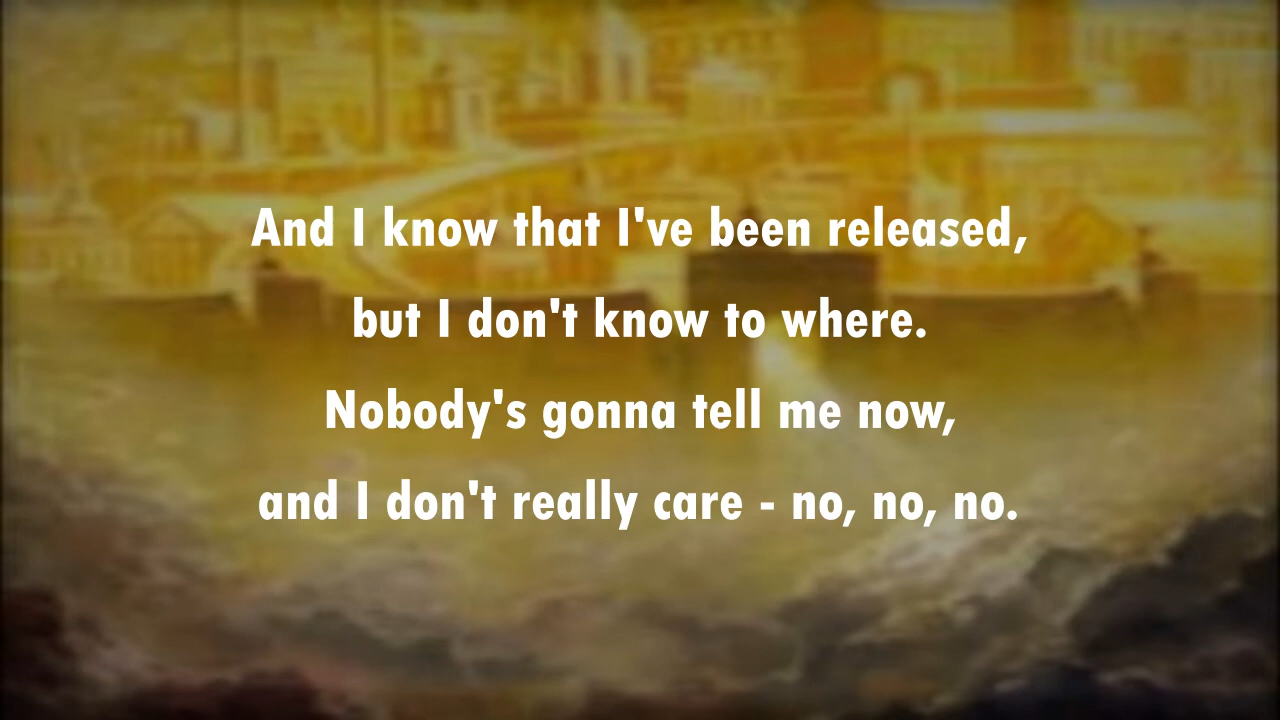 And I know that I've been released,
but I don't know to where.
Nobody's gonna tell me now,
and I don't really care - no, no, no.